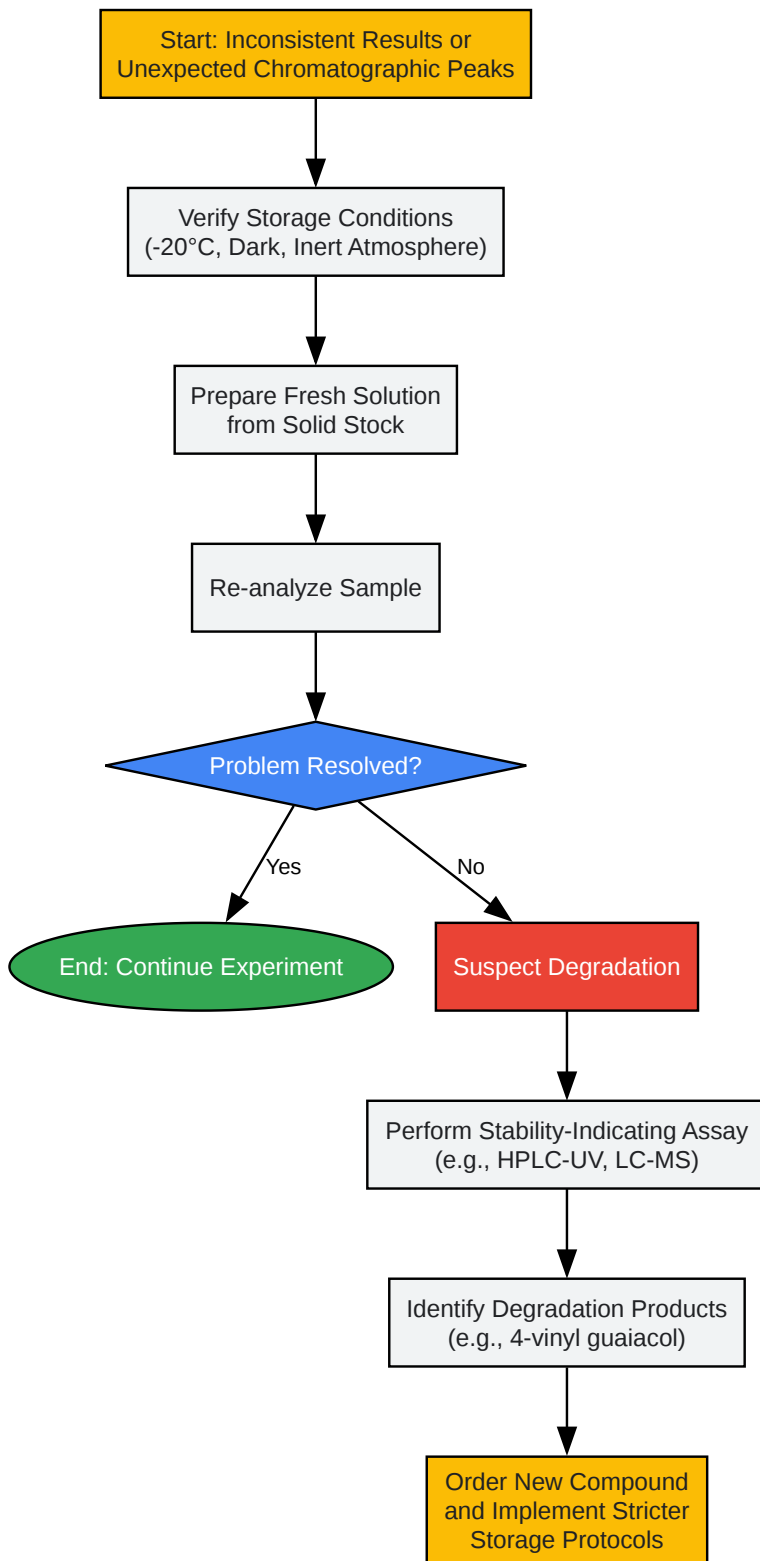 Start: Inconsistent Results or
Unexpected Chromatographic Peaks
Verify Storage Conditions
(-20°C, Dark, Inert Atmosphere)
Prepare Fresh Solution
from Solid Stock
Re-analyze Sample
Problem Resolved?
Yes
No
End: Continue Experiment
Suspect Degradation
Perform Stability-Indicating Assay
(e.g., HPLC-UV, LC-MS)
Identify Degradation Products
(e.g., 4-vinyl guaiacol)
Order New Compound
and Implement Stricter
Storage Protocols